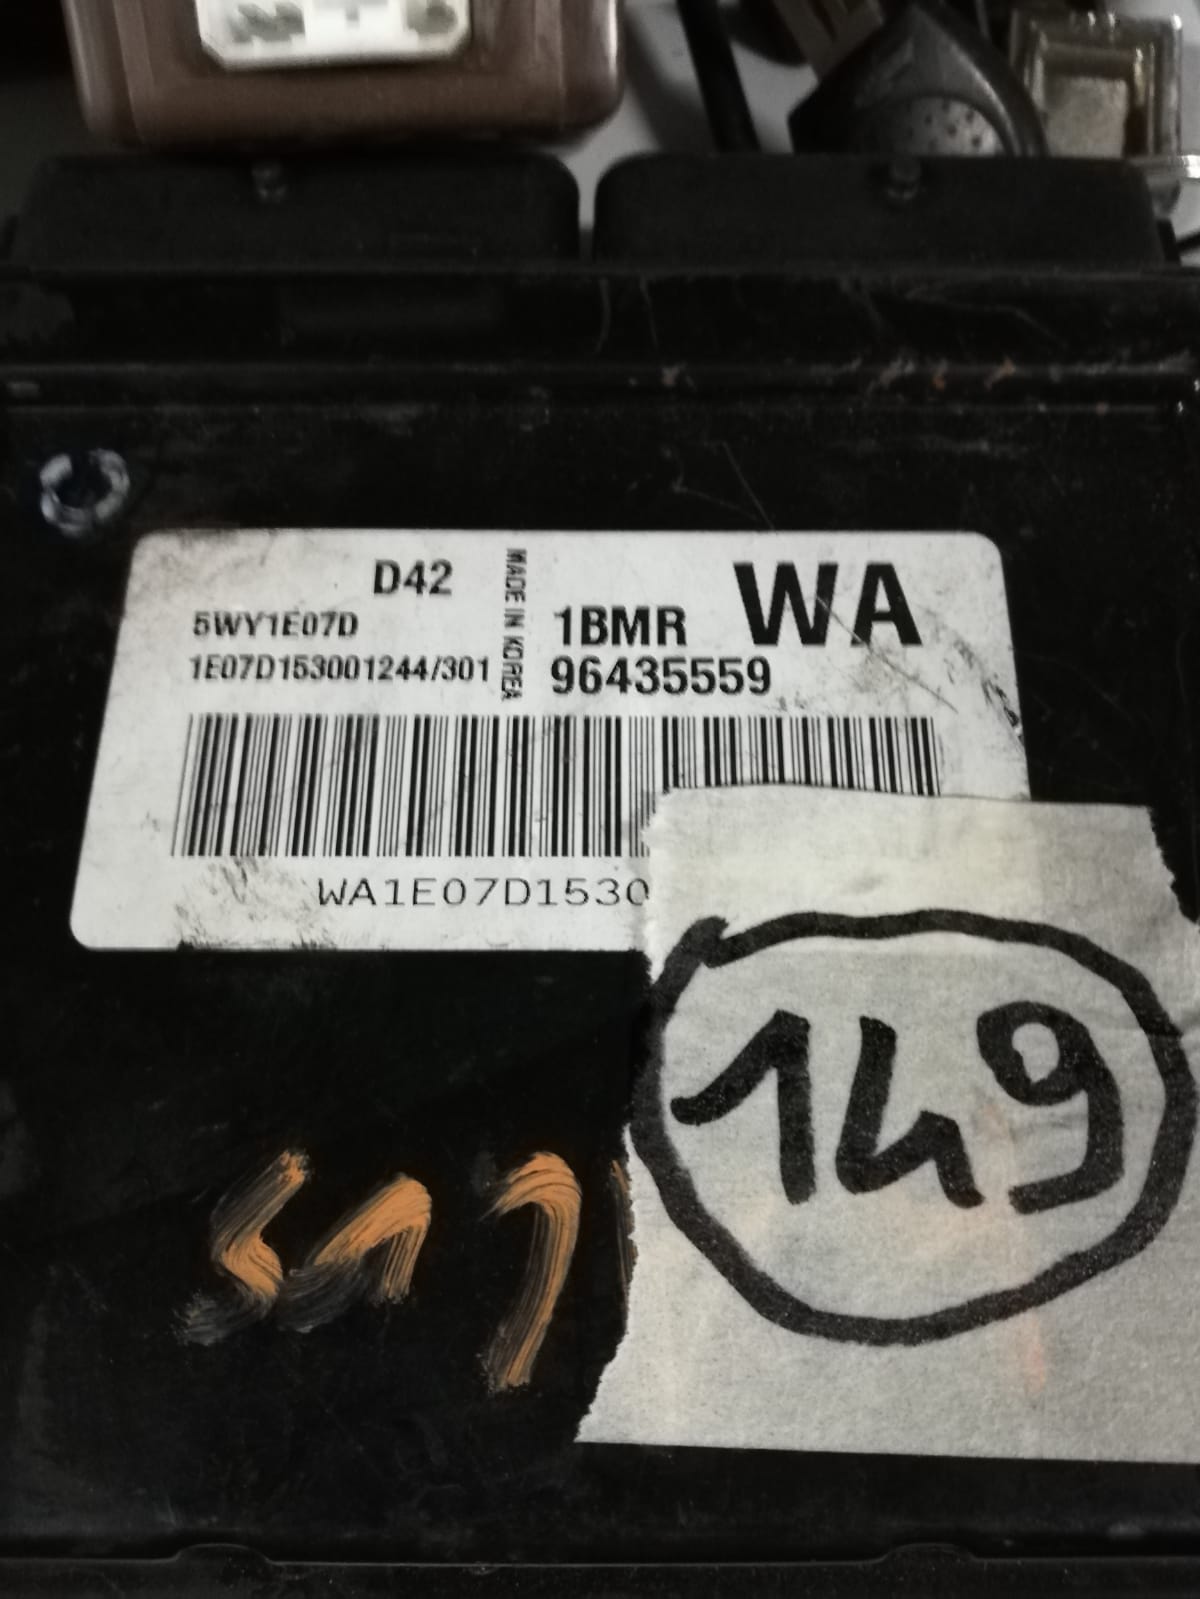 D42
MADE IN KOREA
WA
5WY1E07D
1BMR
1E07D153001244/301
96435559
WA1E07D1530
149